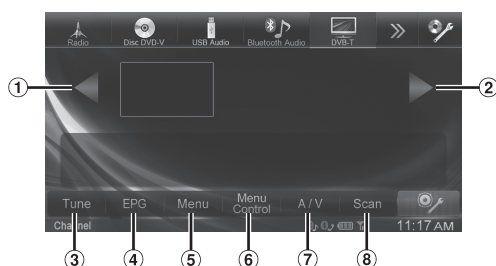 Radio Disc DVD-V USB Audio Bluetooth Audio DVB-T
1 2
Tune EPG Menu Menu Control A / V Scan
Channel 11:17 AM
3 4 5 6 7 8